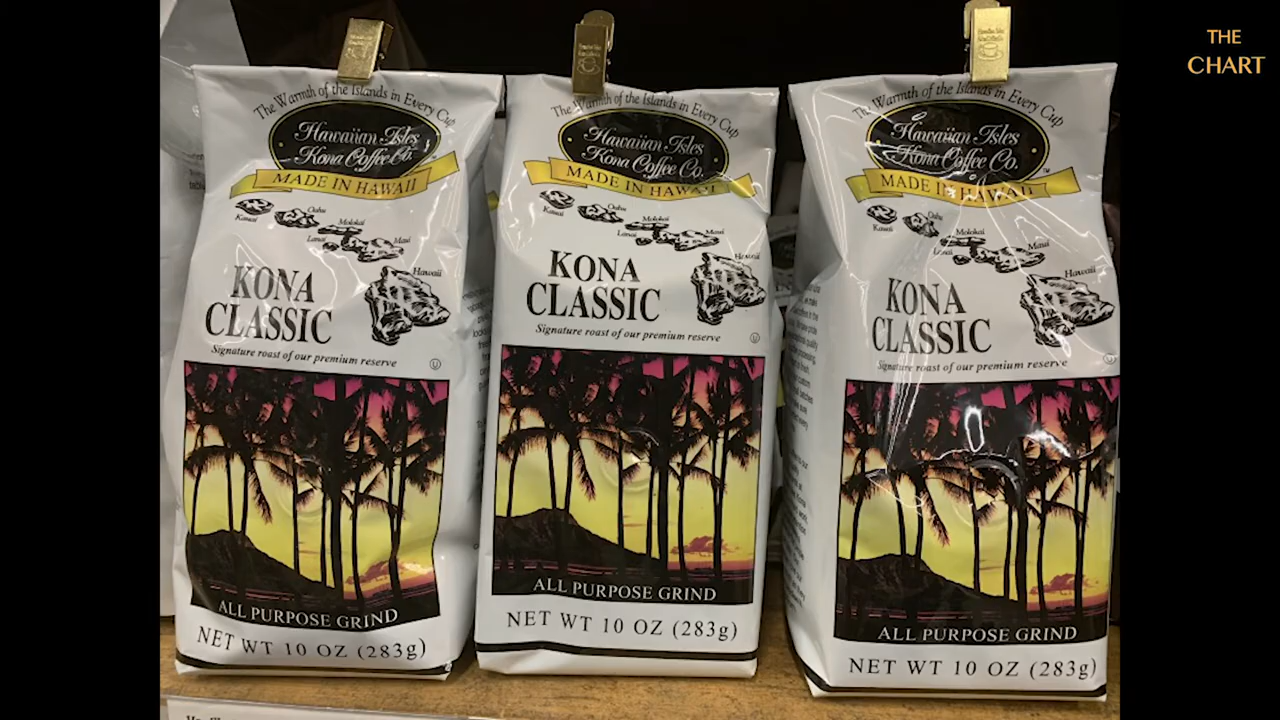 THE
CHART
The Warmth of the Islands in Every Cup
Hawaiian Isles
Kona Coffee Co.
MADE IN HAWAII
Kauai
Oahu
Molokai
Lanai
Maui
Hawaii
KONA
CLASSIC
Signature roast of our premium reserve
ALL PURPOSE GRIND
NET WT 10 OZ (283g)
The Warmth of the Islands in Every Cup
Hawaiian Isles
Kona Coffee Co.
MADE IN HAWAII
Kauai
Oahu
Molokai
Lanai
Maui
Hawaii
KONA
CLASSIC
Signature roast of our premium reserve
ALL PURPOSE GRIND
NET WT 10 OZ (283g)
The Warmth of the Islands in Every Cup
Hawaiian Isles
Kona Coffee Co.
TM
MADE IN HAWAII
Kauai
Oahu
Molokai
Lanai
Maui
Hawaii
KONA
CLASSIC
Signature roast of our premium reserve
ALL PURPOSE GRIND
NET WT 10 OZ (283g)